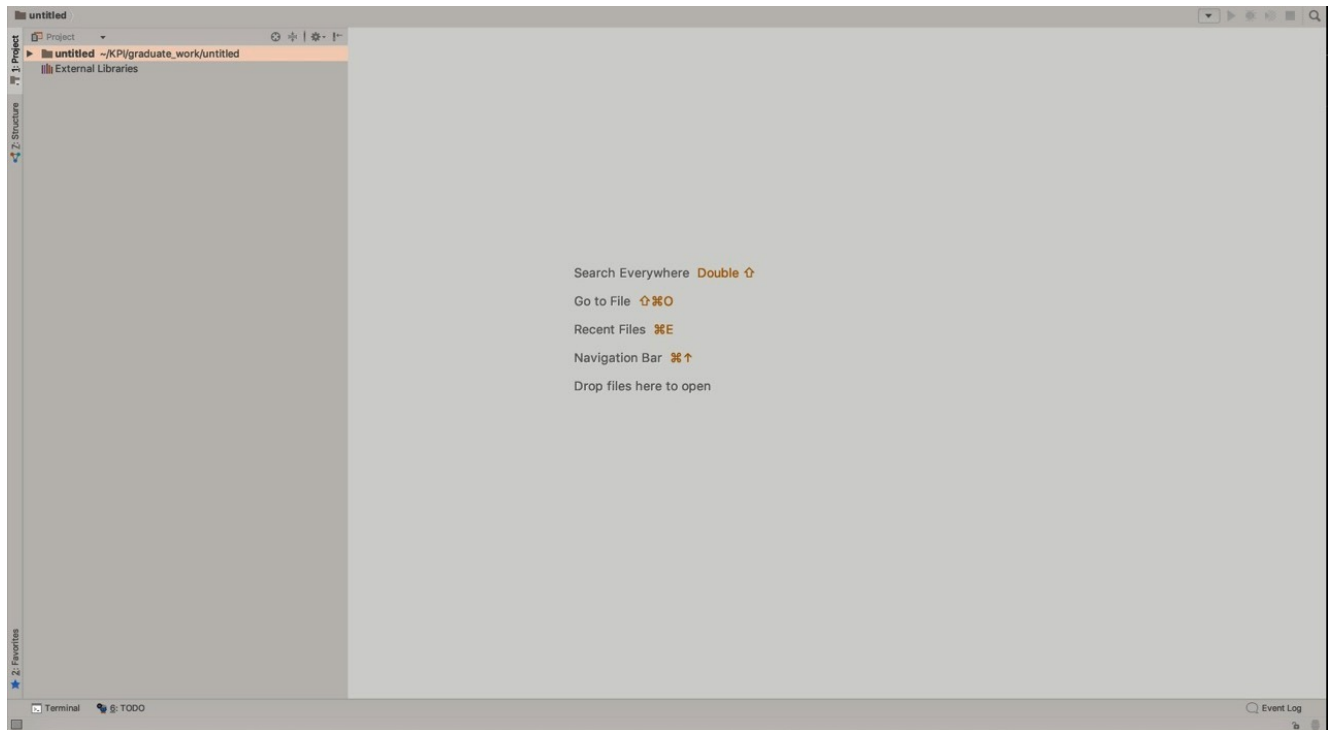 untitled
1: Project
Project
untitled ~/KPI/graduate_work/untitled
External Libraries
Z: Structure
Search Everywhere Double ⇧
Go to File ⇧⌘O
Recent Files ⌘E
Navigation Bar ⌘↑
Drop files here to open
2: Favorites
Terminal
6: TODO
Event Log